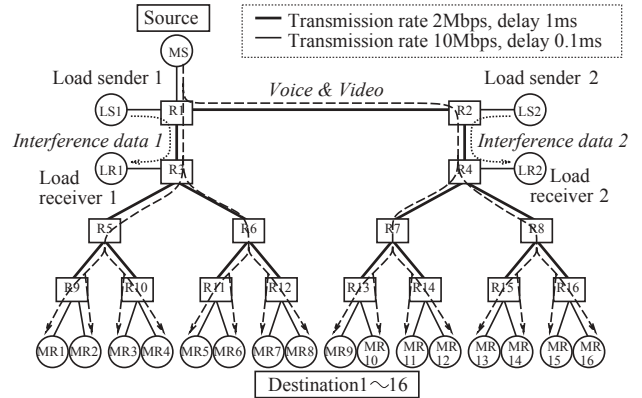 Source
Transmission rate 2Mbps, delay 1ms
Transmission rate 10Mbps, delay 0.1ms
MS
Load sender 1
Load sender 2
Voice & Video
LS1
R1
R2
LS2
Interference data 1
Interference data 2
LR1
R3
R4
LR2
Load
receiver 1
Load
receiver 2
R5
R6
R7
R8
R9
R10
R11
R12
R13
R14
R15
R16
MR1
MR2
MR3
MR4
MR5
MR6
MR7
MR8
MR9
MR
10
MR
11
MR
12
MR
13
MR
14
MR
15
MR
16
Destination1～16